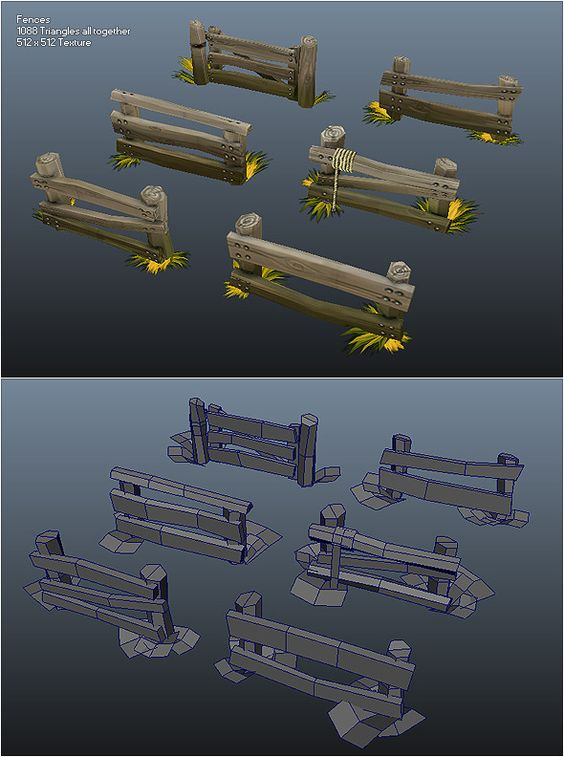 Fences
1088 Triangles all together
512 x 512 Texture